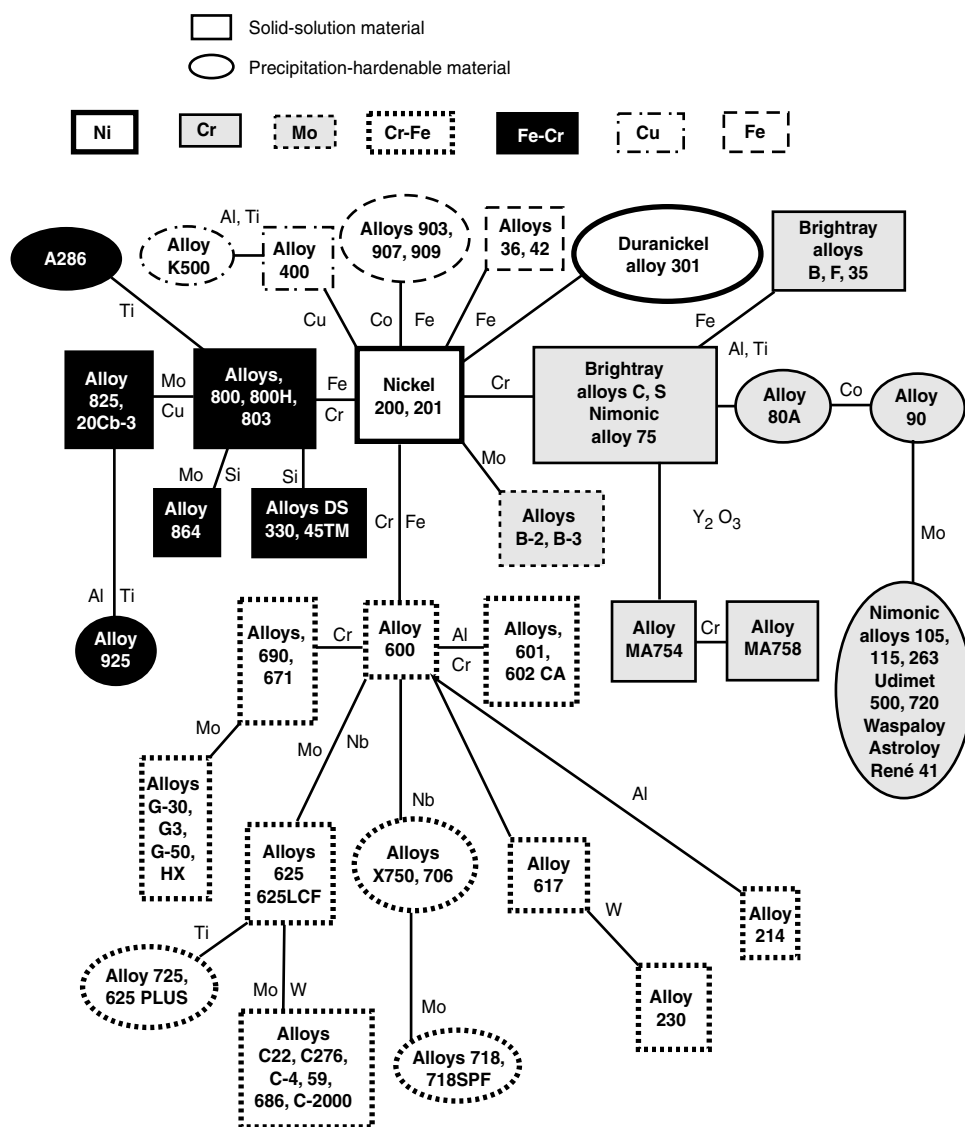 Solid-solution material
Precipitation-hardenable material
Ni
Cr
Mo
Cr-Fe
Fe-Cr
Cu
Fe
A286
Alloy
K500
Al, Ti
Alloy
400
Alloys 903,
907, 909
Alloys
36, 42
Duranickel
alloy 301
Brightray
alloys
B, F, 35
Ti
Cu
Co
Fe
Fe
Fe
Al, Ti
Alloy
825,
20Cb-3
Mo
Cu
Alloys,
800, 800H,
803
Fe
Cr
Nickel
200, 201
Cr
Brightray
alloys C, S
Nimonic
alloy 75
Alloy
80A
Co
Alloy
90
Mo
Si
Si
Mo
Alloy
864
Alloys DS
330, 45TM
Cr
Fe
Alloys
B-2, B-3
Y2 O3
Mo
Al
Ti
Alloy
925
Alloys,
690,
671
Cr
Alloy
600
Al
Cr
Alloys,
601,
602 CA
Alloy
MA754
Cr
Alloy
MA758
Nimonic
alloys 105,
115, 263
Udimet
500, 720
Waspaloy
Astroloy
René 41
Mo
Mo
Nb
Nb
Al
Alloys
G-30,
G3,
G-50,
HX
Alloys
625
625LCF
Alloys
X750, 706
Alloy
617
W
Alloy
214
Ti
Alloy 725,
625 PLUS
Mo
W
Mo
Alloy
230
Alloys
C22, C276,
C-4, 59,
686, C-2000
Alloys 718,
718SPF